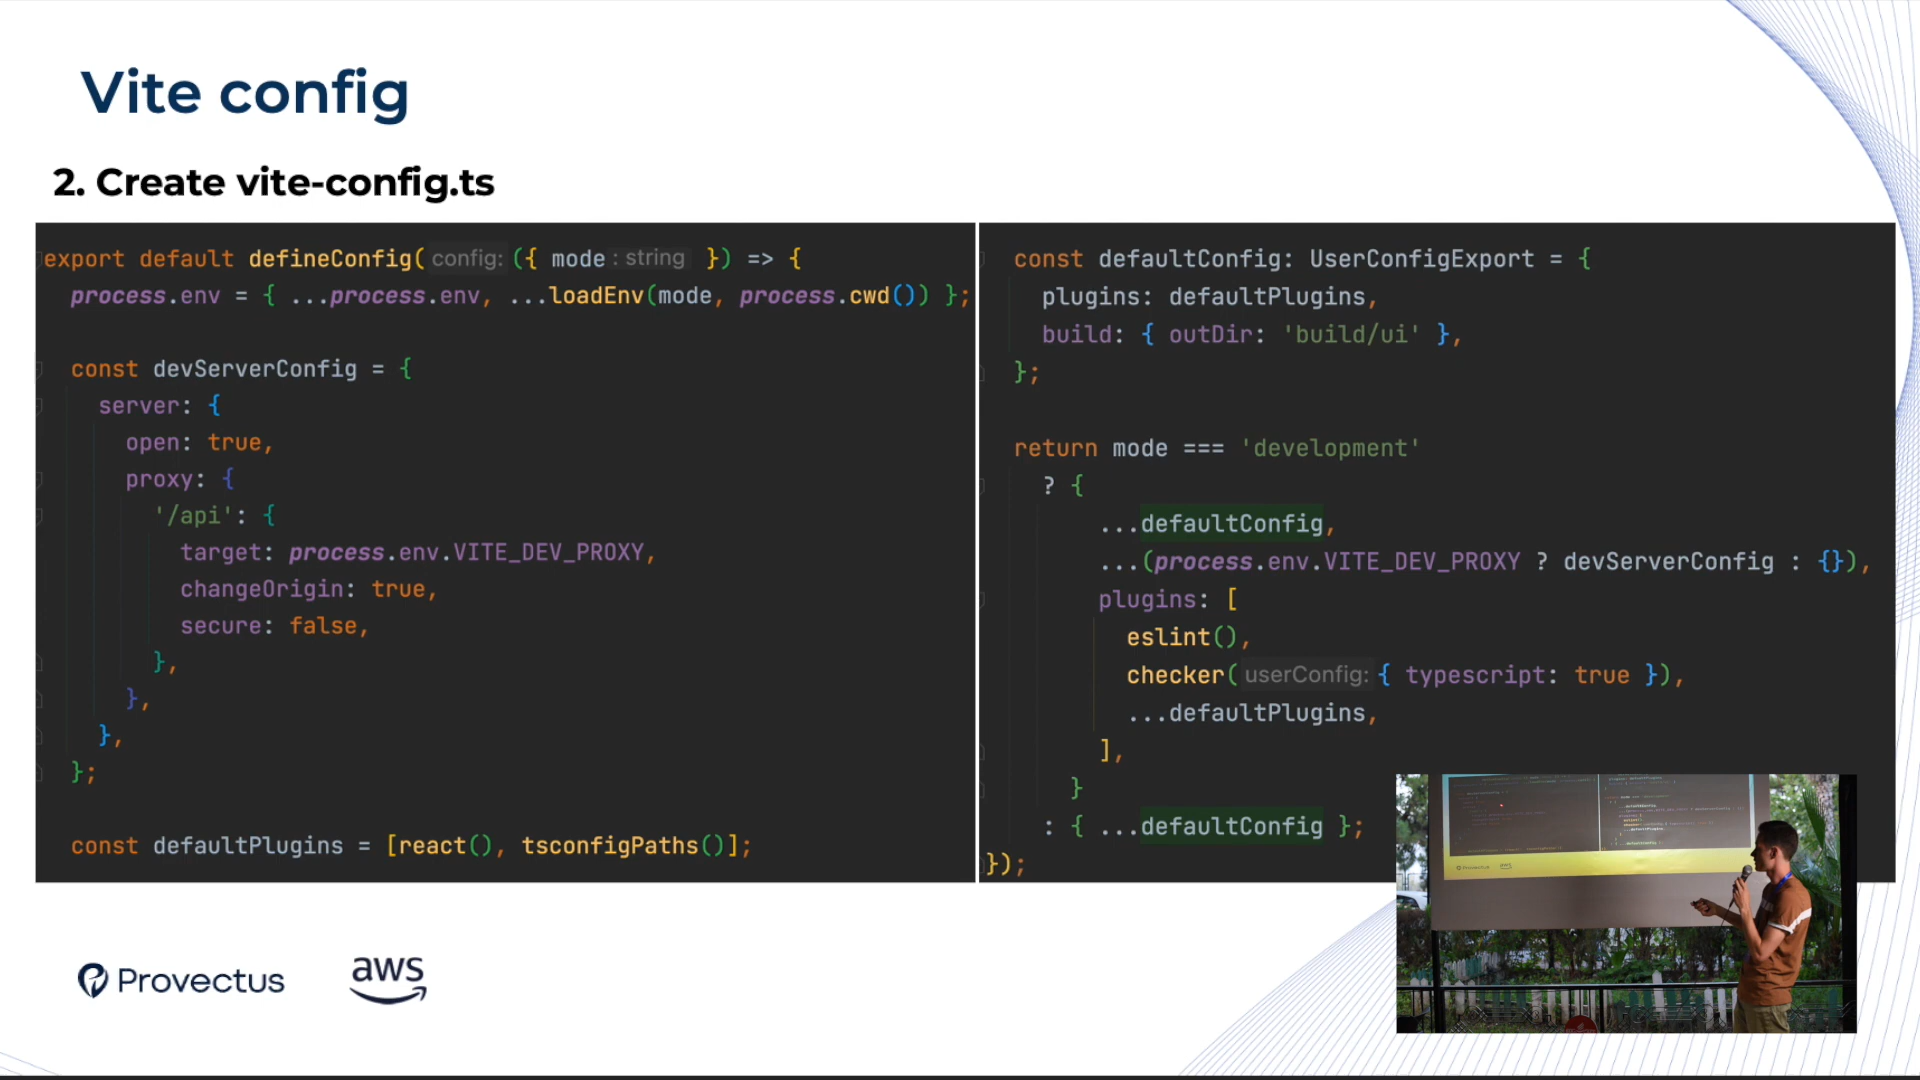 Vite config
2. Create vite-config.ts
export default defineConfig( config: ({ mode : string }) => {
process.env = { ...process.env, ...loadEnv(mode, process.cwd()) };
const devServerConfig = {
server: {
open: true,
proxy: {
'/api': {
target: process.env.VITE_DEV_PROXY,
changeOrigin: true,
secure: false,
},
},
},
};
const defaultPlugins = [react(), tsconfigPaths()];
const defaultConfig: UserConfigExport = {
plugins: defaultPlugins,
build: { outDir: 'build/ui' },
};
return mode === 'development'
? {
...defaultConfig,
...(process.env.VITE_DEV_PROXY ? devServerConfig : {}),
plugins: [
eslint(),
checker( userConfig: { typescript: true }),
...defaultPlugins,
],
}
: { ...defaultConfig };
});
Provectus
aws